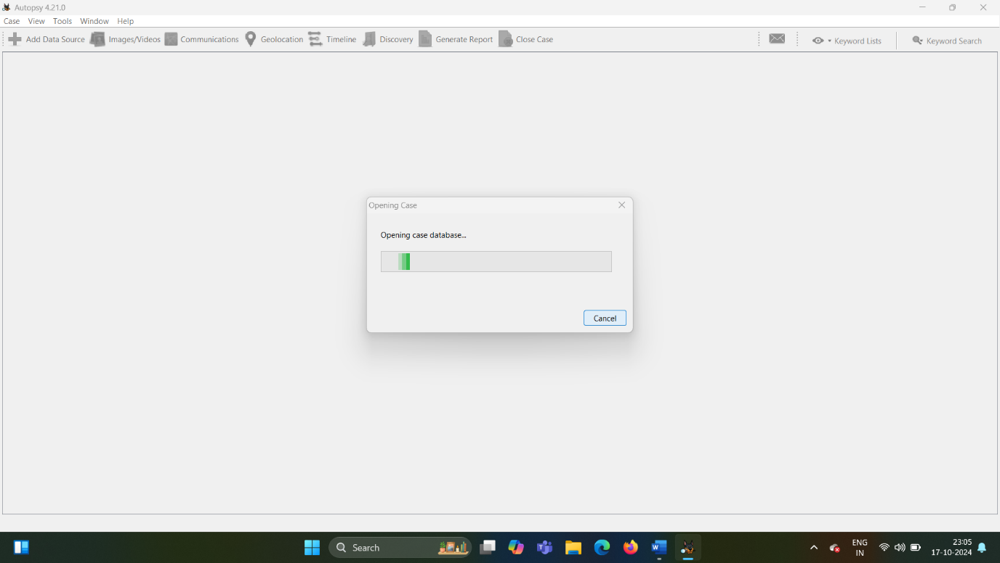 Autopsy 4.21.0
Case View Tools Window Help
Add Data Source Images/Videos Communications Geolocation Timeline Discovery Generate Report Close Case Keyword Lists Keyword Search
Opening Case
Opening case database...
Cancel
Search
ENG
IN
23:05
17-10-2024